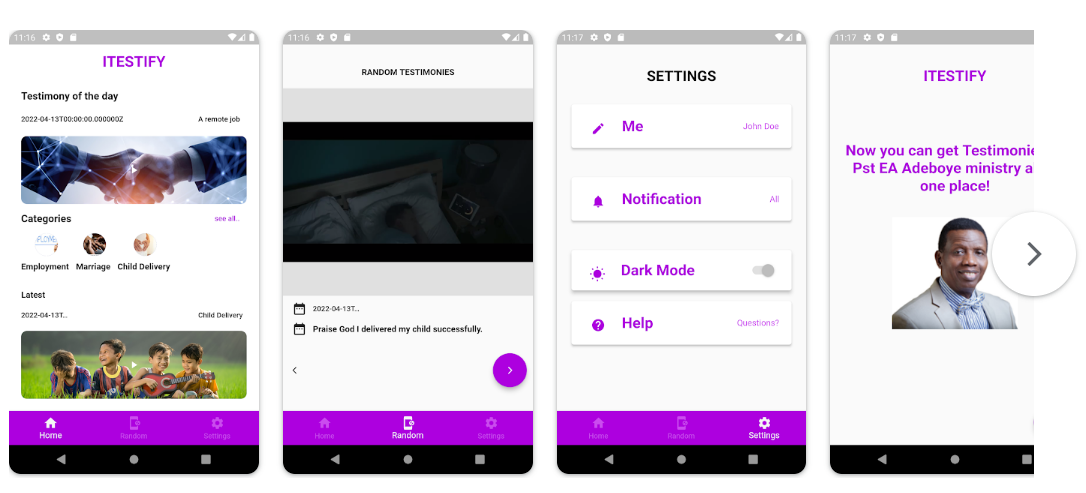 11:16
ITESTIFY
Testimony of the day
2022-04-13T00:00:00.000000Z
A remote job
Categories
see all..
Employment
Marriage
Child Delivery
Latest
2022-04-13T...
Child Delivery
Home
Random
Settings
11:16
RANDOM TESTIMONIES
2022-04-13T...
Praise God I delivered my child successfully.
Home
Random
Settings
11:17
SETTINGS
Me
John Doe
Notification
All
Dark Mode
Help
Questions?
Home
Random
Settings
11:17
ITESTIFY
Now you can get Testimonie
Pst EA Adeboye ministry a
one place!